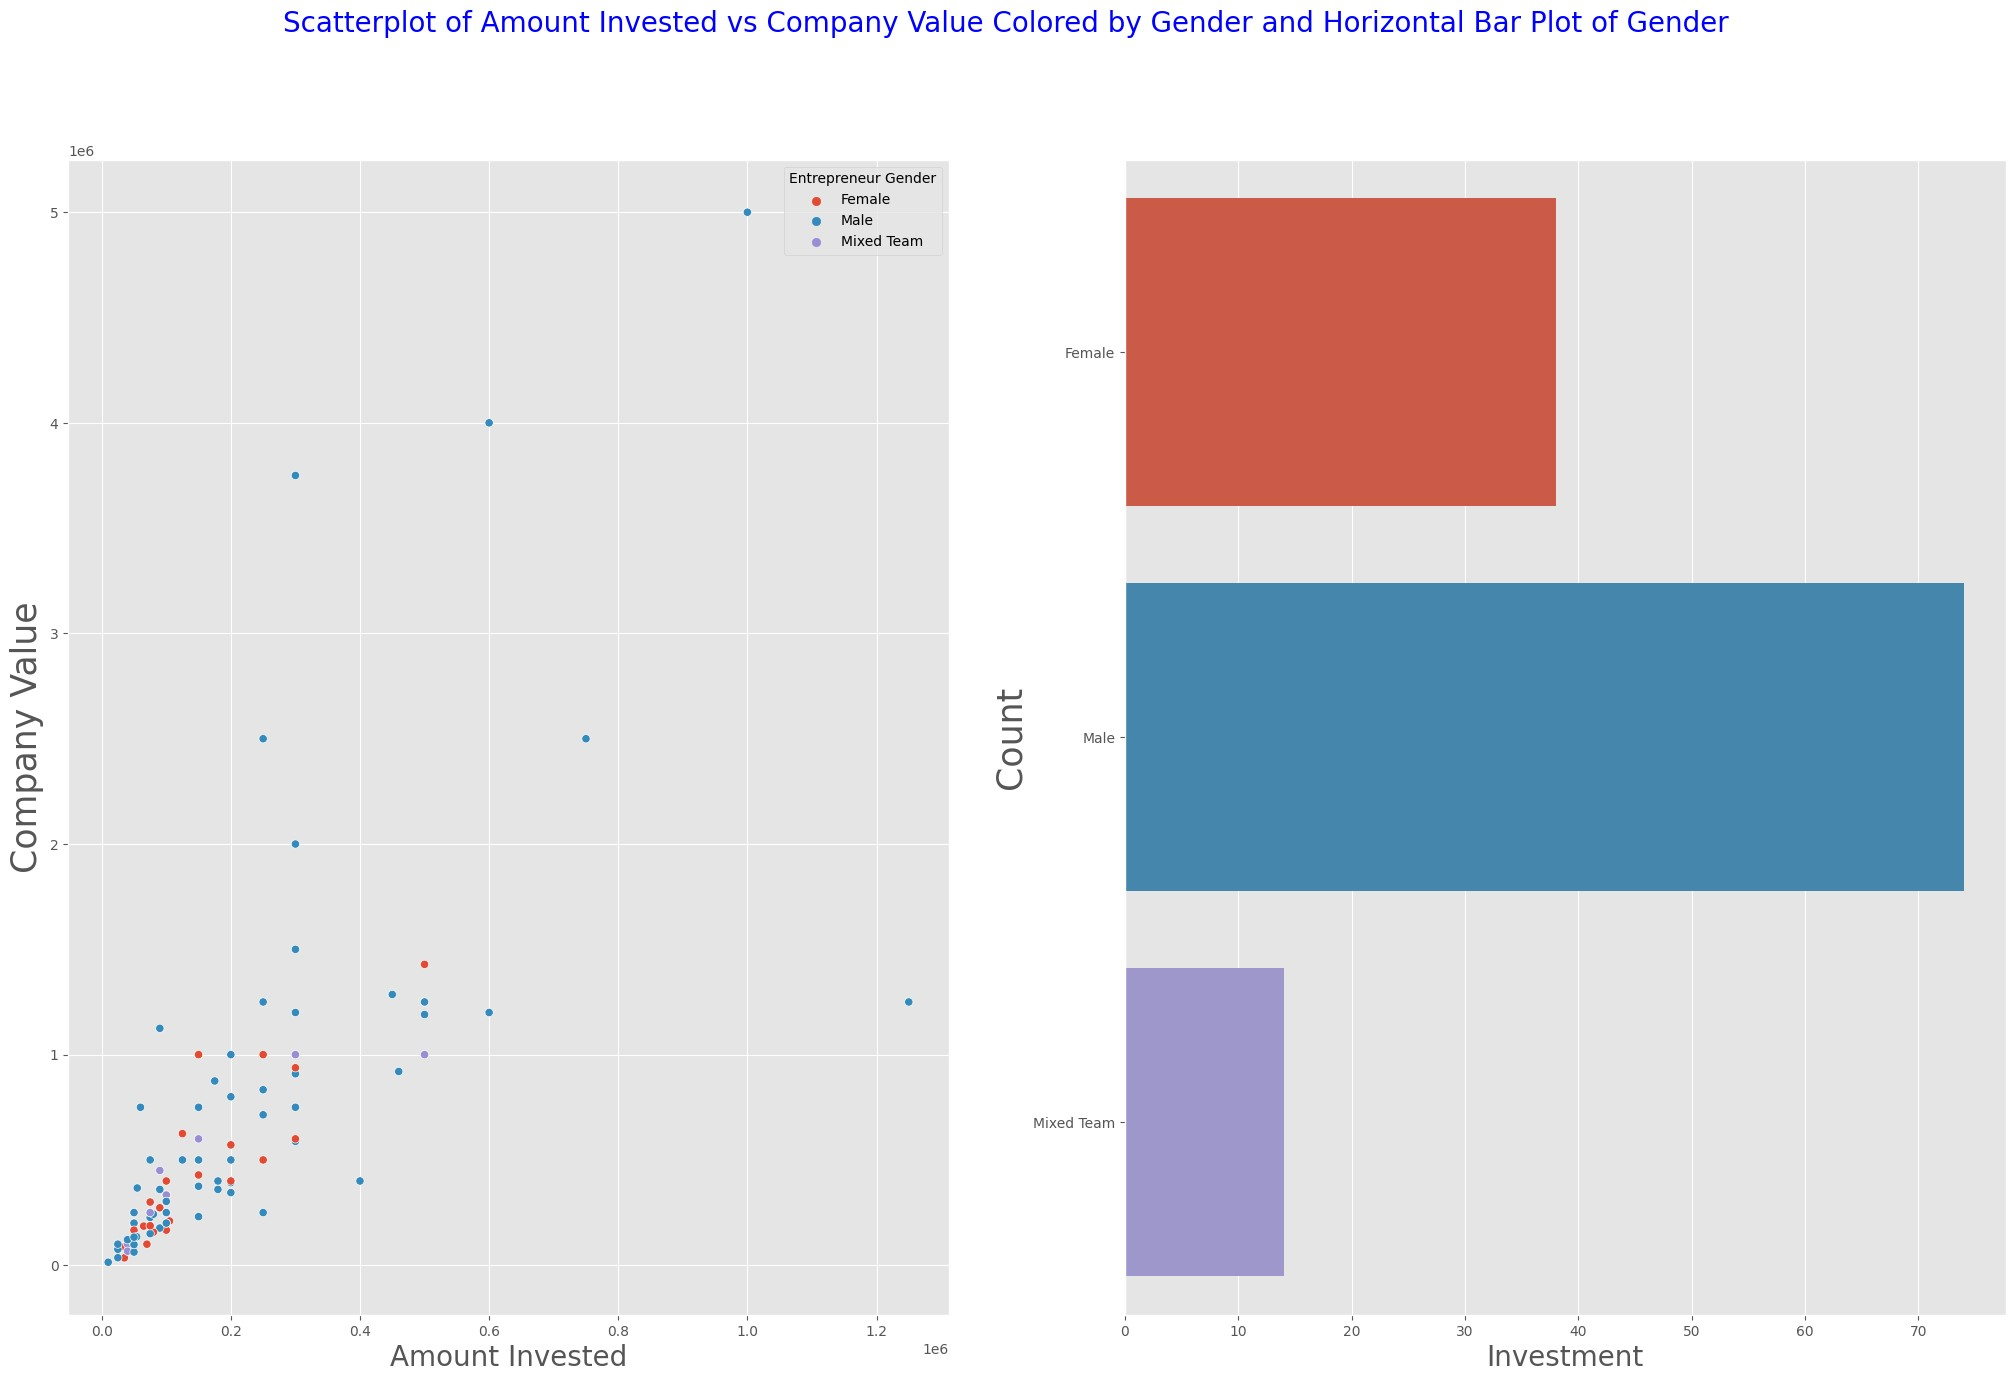 Scatterplot of Amount Invested vs Company Value Colored by Gender and Horizontal Bar Plot of Gender
1e6
5
4
3
2
1
0
Company Value
Entrepreneur Gender
Female
Male
Mixed Team
0.0 0.2 0.4 0.6 0.8 1.0 1.2
1e6
Amount Invested
Count
Female
Male
Mixed Team
0 10 20 30 40 50 60 70
Investment